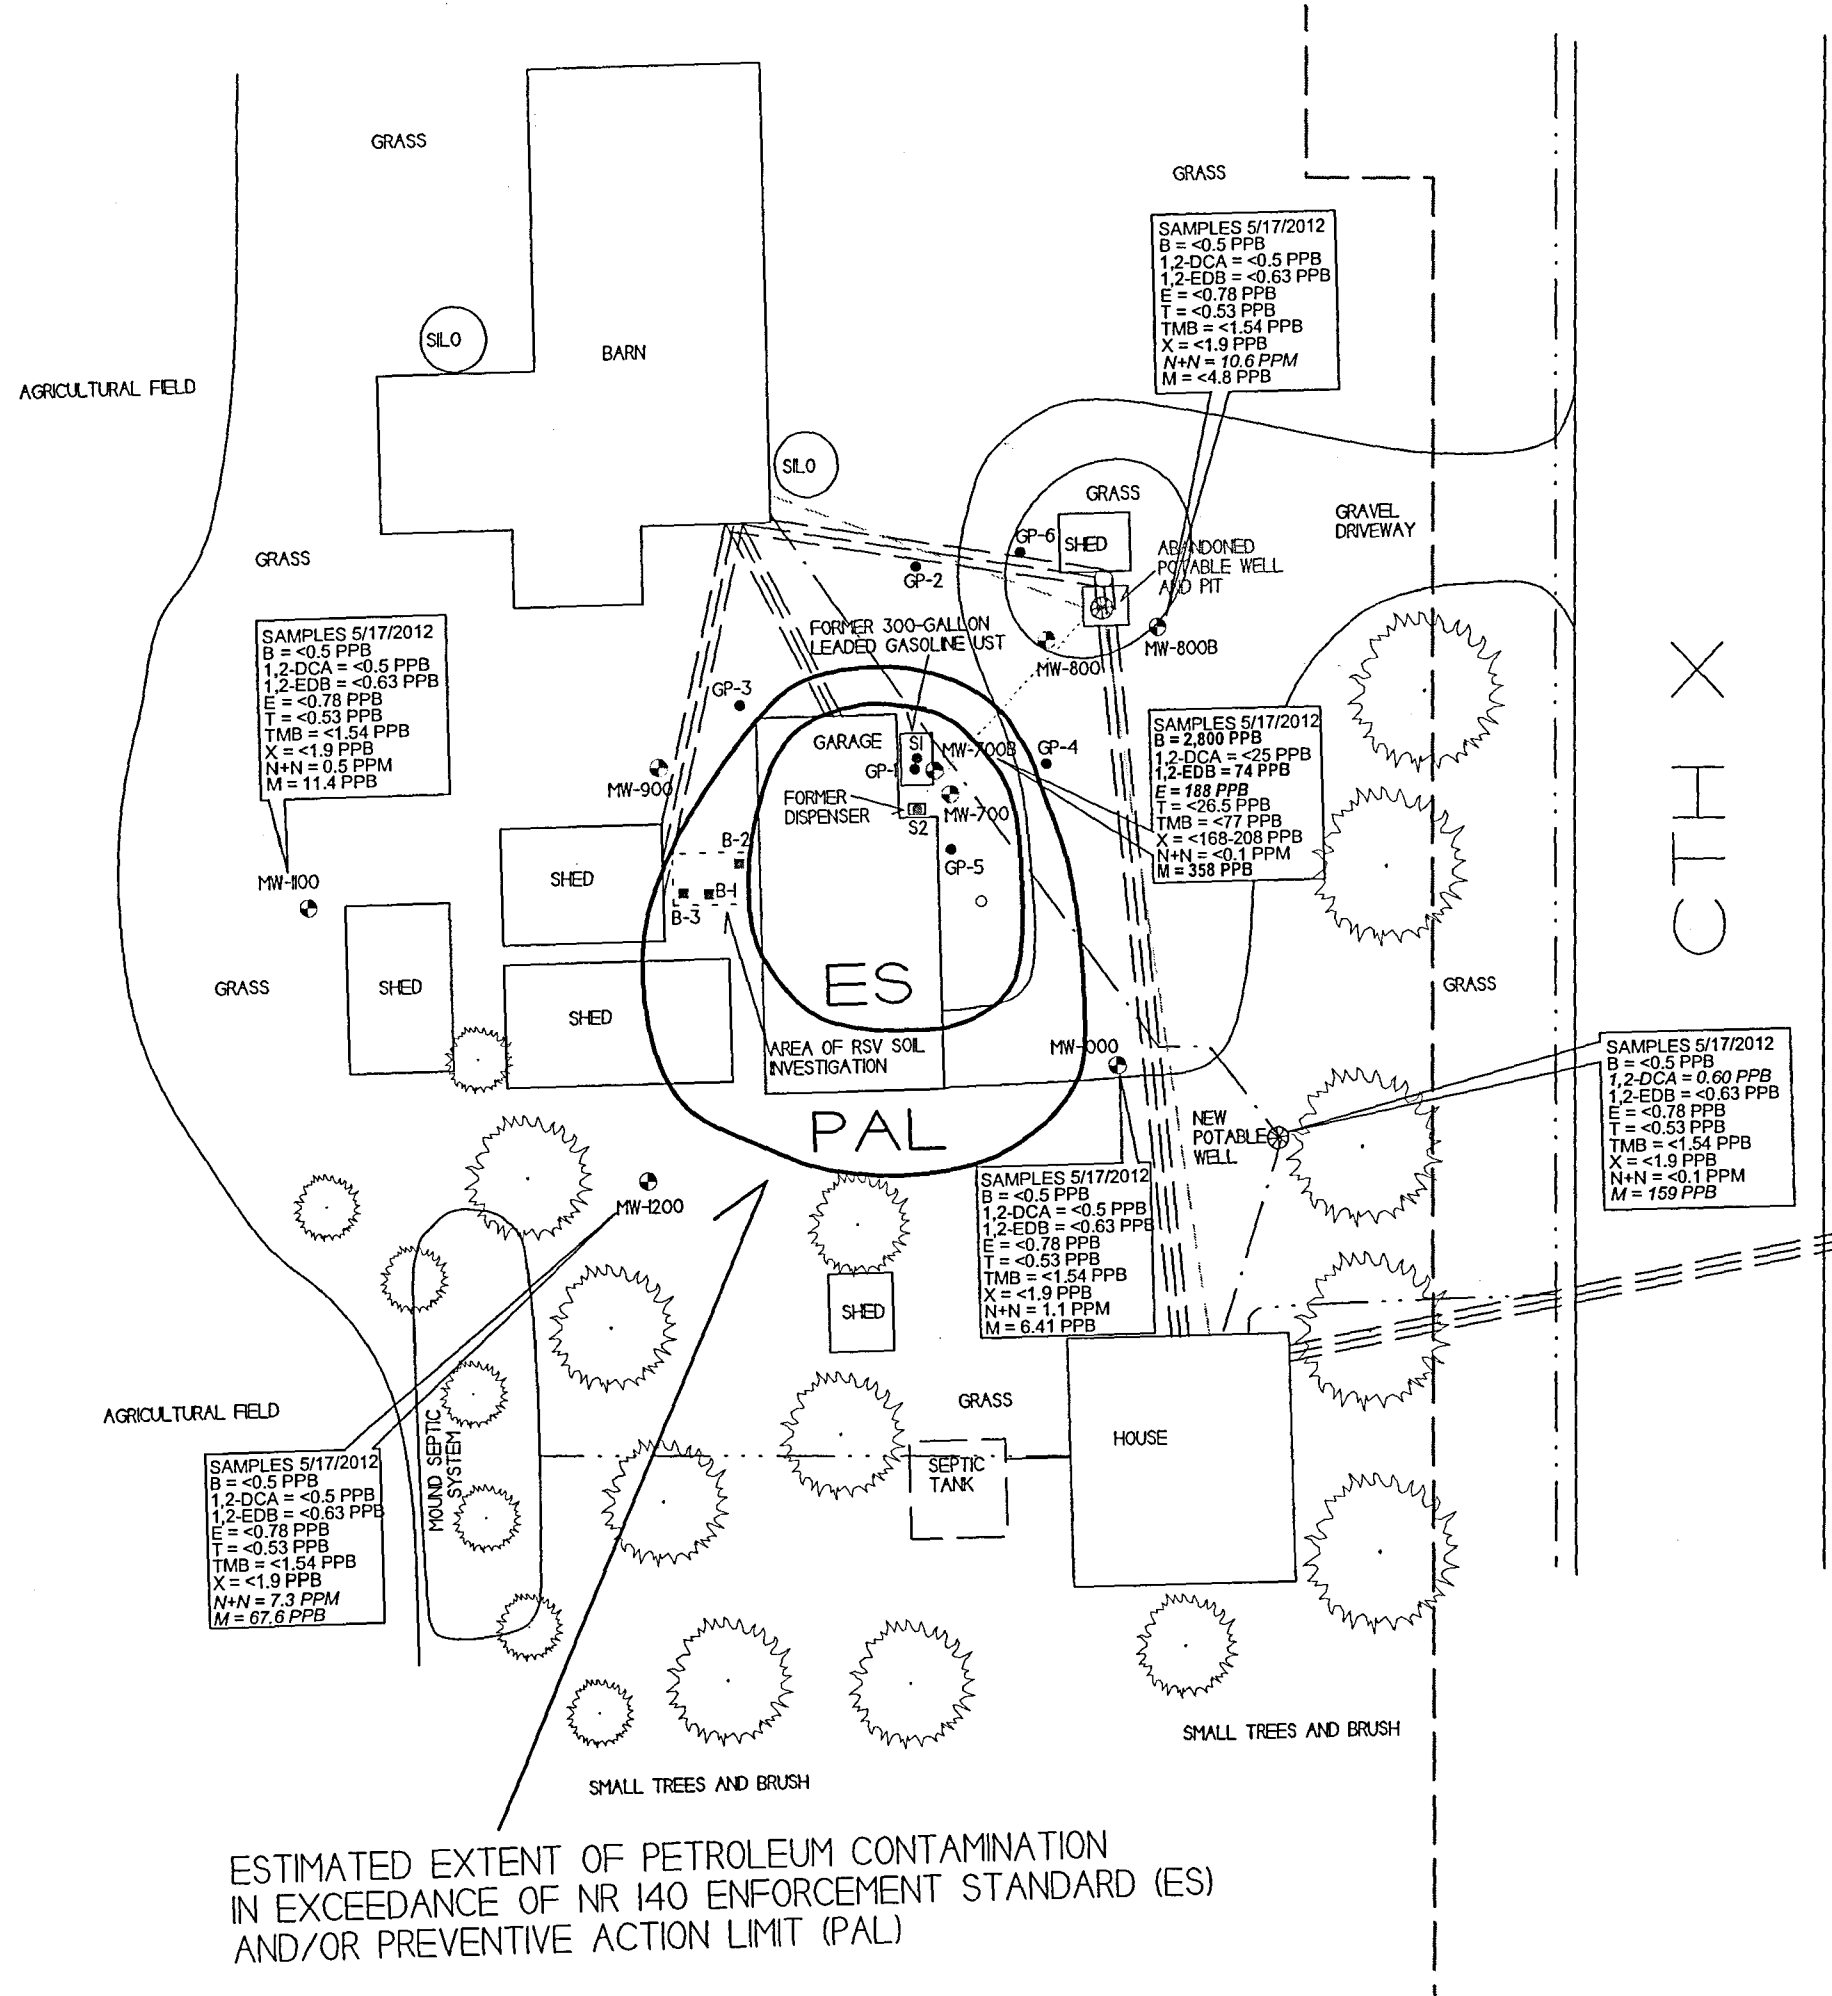 GRASS
GRASS
SAMPLES 5/17/2012
B = <0.5 PPB
1,2-DCA = <0.5 PPB
1,2-EDB = <0.63 PPB
E = <0.78 PPB
T = <0.53 PPB
TMB = <1.54 PPB
X = <1.9 PPB
N+N = 10.6 PPM
M = <4.8 PPB
SILO
BARN
AGRICULTURAL FIELD
SILO
GRASS
GRAVEL
DRIVEWAY
GP-6
SHED
ABANDONED
POTABLE WELL
AND PIT
GRASS
GP-2
FORMER 300-GALLON
LEADED GASOLINE UST
MW-800
MW-800B
SAMPLES 5/17/2012
B = <0.5 PPB
1,2-DCA = <0.5 PPB
1,2-EDB = <0.63 PPB
E = <0.78 PPB
T = <0.53 PPB
TMB = <1.54 PPB
X = <1.9 PPB
N+N = 0.5 PPM
M = 11.4 PPB
GP-3
CTH X
GARAGE
S1
MW-700B
GP-4
GP-1
SAMPLES 5/17/2012
B = 2,800 PPB
1,2-DCA = <25 PPB
1,2-EDB = 74 PPB
E = 188 PPB
T = <26.5 PPB
TMB = <77 PPB
X = <168-208 PPB
N+N = <0.1 PPM
M = 358 PPB
MW-900
FORMER
DISPENSER
MW-700
S2
B-2
GP-5
SHED
B-1
B-3
MW-1100
GRASS
SHED
ES
GRASS
SHED
AREA OF RSV SOIL
INVESTIGATION
MW-1000
SAMPLES 5/17/2012
B = <0.5 PPB
1,2-DCA = 0.60 PPB
1,2-EDB = <0.63 PPB
E = <0.78 PPB
T = <0.53 PPB
TMB = <1.54 PPB
X = <1.9 PPB
N+N = <0.1 PPM
M = 159 PPB
PAL
NEW
POTABLE
WELL
MW-1200
SAMPLES 5/17/2012
B = <0.5 PPB
1,2-DCA = <0.5 PPB
1,2-EDB = <0.63 PPB
E = <0.78 PPB
T = <0.53 PPB
TMB = <1.54 PPB
X = <1.9 PPB
N+N = 1.1 PPM
M = 6.41 PPB
SHED
GRASS
AGRICULTURAL FIELD
HOUSE
MOUND SEPTIC
SYSTEM
SEPTIC
TANK
SAMPLES 5/17/2012
B = <0.5 PPB
1,2-DCA = <0.5 PPB
1,2-EDB = <0.63 PPB
E = <0.78 PPB
T = <0.53 PPB
TMB = <1.54 PPB
X = <1.9 PPB
N+N = 7.3 PPM
M = 67.6 PPB
SMALL TREES AND BRUSH
SMALL TREES AND BRUSH
ESTIMATED EXTENT OF PETROLEUM CONTAMINATION
IN EXCEEDANCE OF NR 140 ENFORCEMENT STANDARD (ES)
AND/OR PREVENTIVE ACTION LIMIT (PAL)